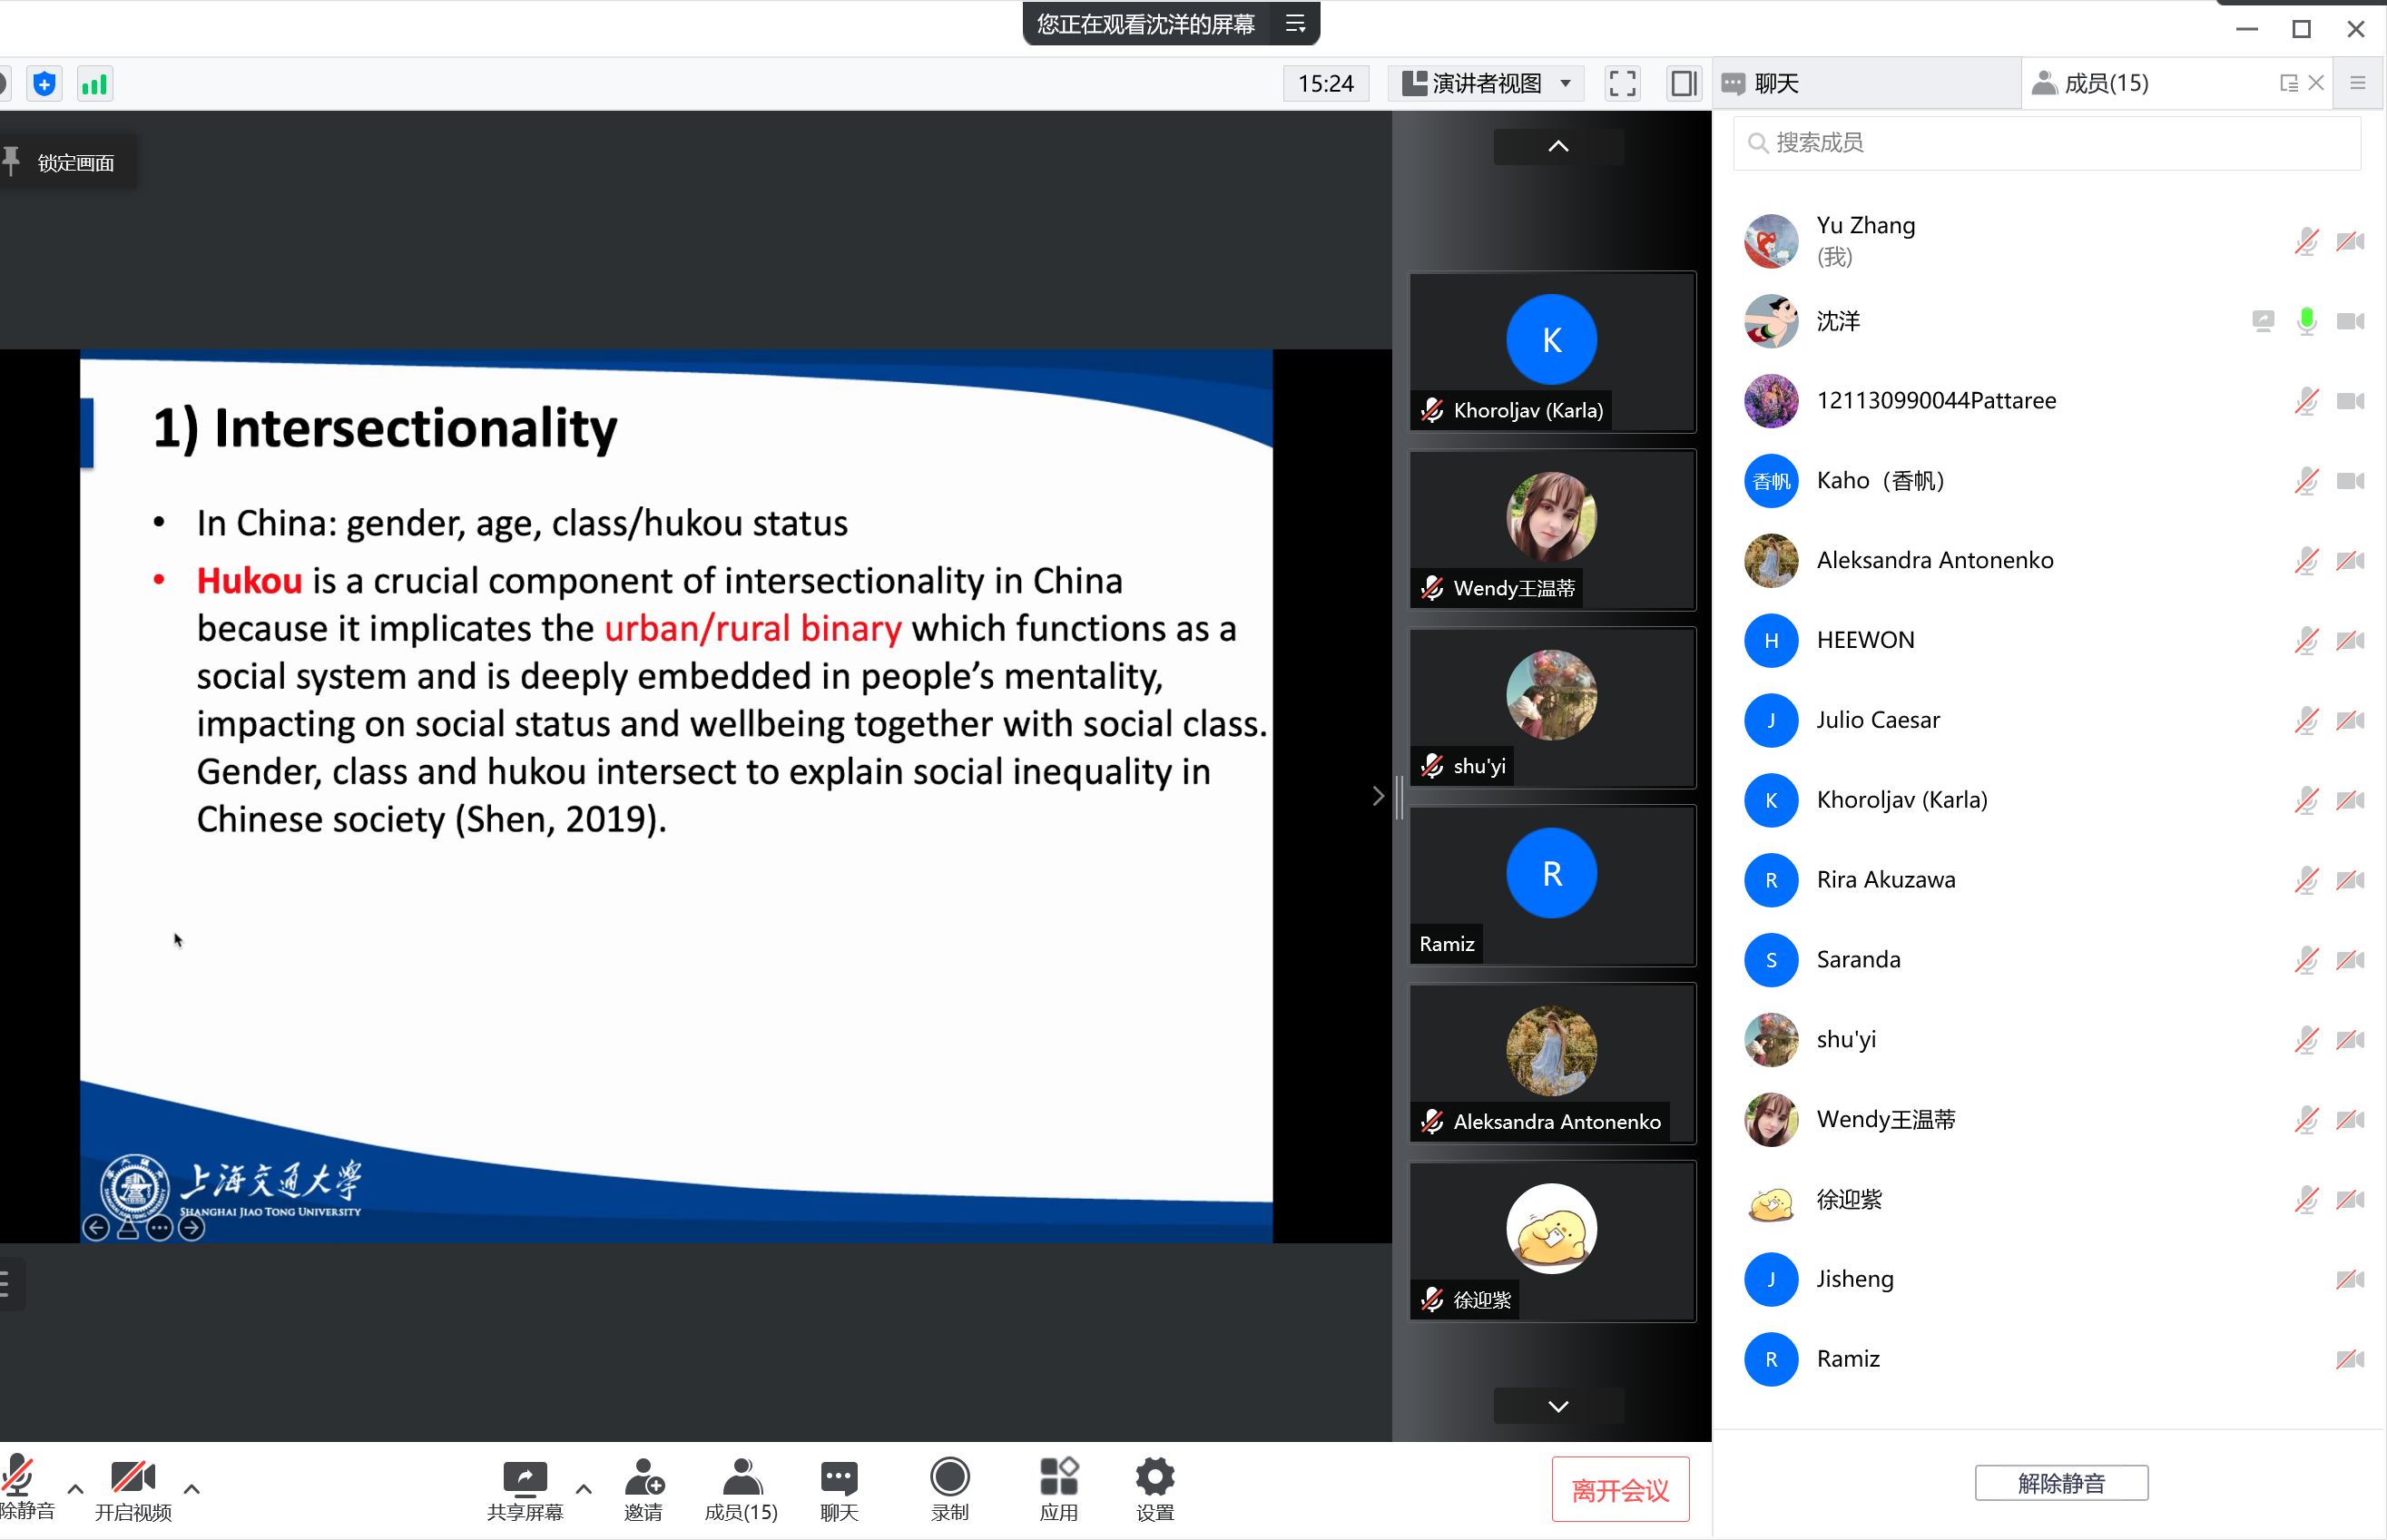 您正在观看沈洋的屏幕
15:24
演讲者视图
聊天
成员(15)
锁定画面
搜索成员
1) Intersectionality
• In China: gender, age, class/hukou status
• Hukou is a crucial component of intersectionality in China
because it implicates the urban/rural binary which functions as a
social system and is deeply embedded in people’s mentality,
impacting on social status and wellbeing together with social class.
Gender, class and hukou intersect to explain social inequality in
Chinese society (Shen, 2019).
上海交通大学
SHANGHAI JIAO TONG UNIVERSITY
K
Khoroljav (Karla)
Wendy王温蒂
shu'yi
R
Ramiz
Aleksandra Antonenko
徐迎紫
Yu Zhang
(我)
沈洋
121130990044Pattaree
香帆
Kaho（香帆）
Aleksandra Antonenko
H
HEEWON
J
Julio Caesar
K
Khoroljav (Karla)
R
Rira Akuzawa
S
Saranda
shu'yi
Wendy王温蒂
徐迎紫
J
Jisheng
R
Ramiz
除静音
开启视频
共享屏幕
邀请
成员(15)
聊天
录制
应用
设置
离开会议
解除静音